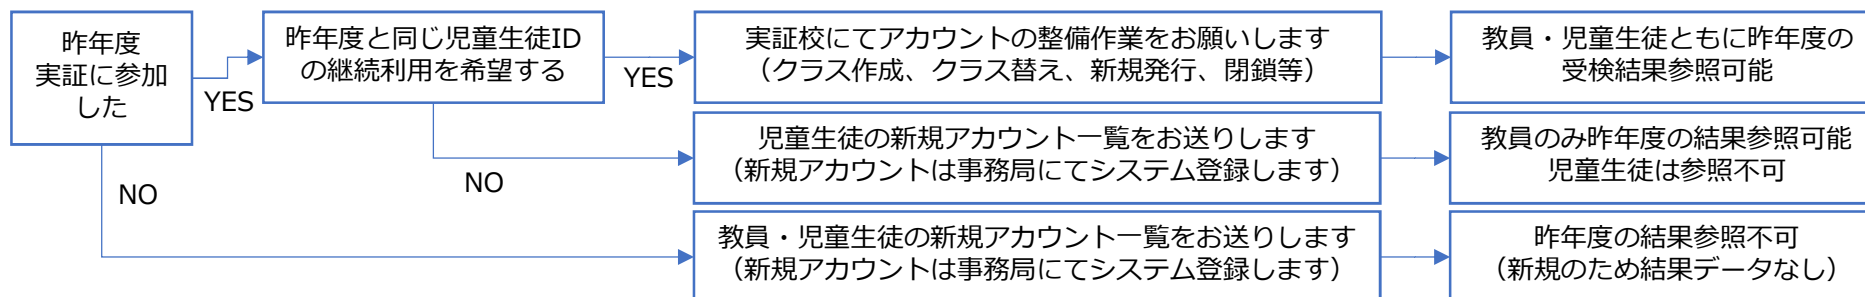 昨年度
実証に参加
した
YES
昨年度と同じ児童生徒ID
の継続利用を希望する
YES
実証校にてアカウントの整備作業をお願いします
（クラス作成、クラス替え、新規発行、閉鎖等）
教員・児童生徒ともに昨年度の
受検結果参照可能
NO
児童生徒の新規アカウント一覧をお送りします
（新規アカウントは事務局にてシステム登録します）
教員のみ昨年度の結果参照可能
児童生徒は参照不可
NO
教員・児童生徒の新規アカウント一覧をお送りします
（新規アカウントは事務局にてシステム登録します）
昨年度の結果参照不可
（新規のため結果データなし）